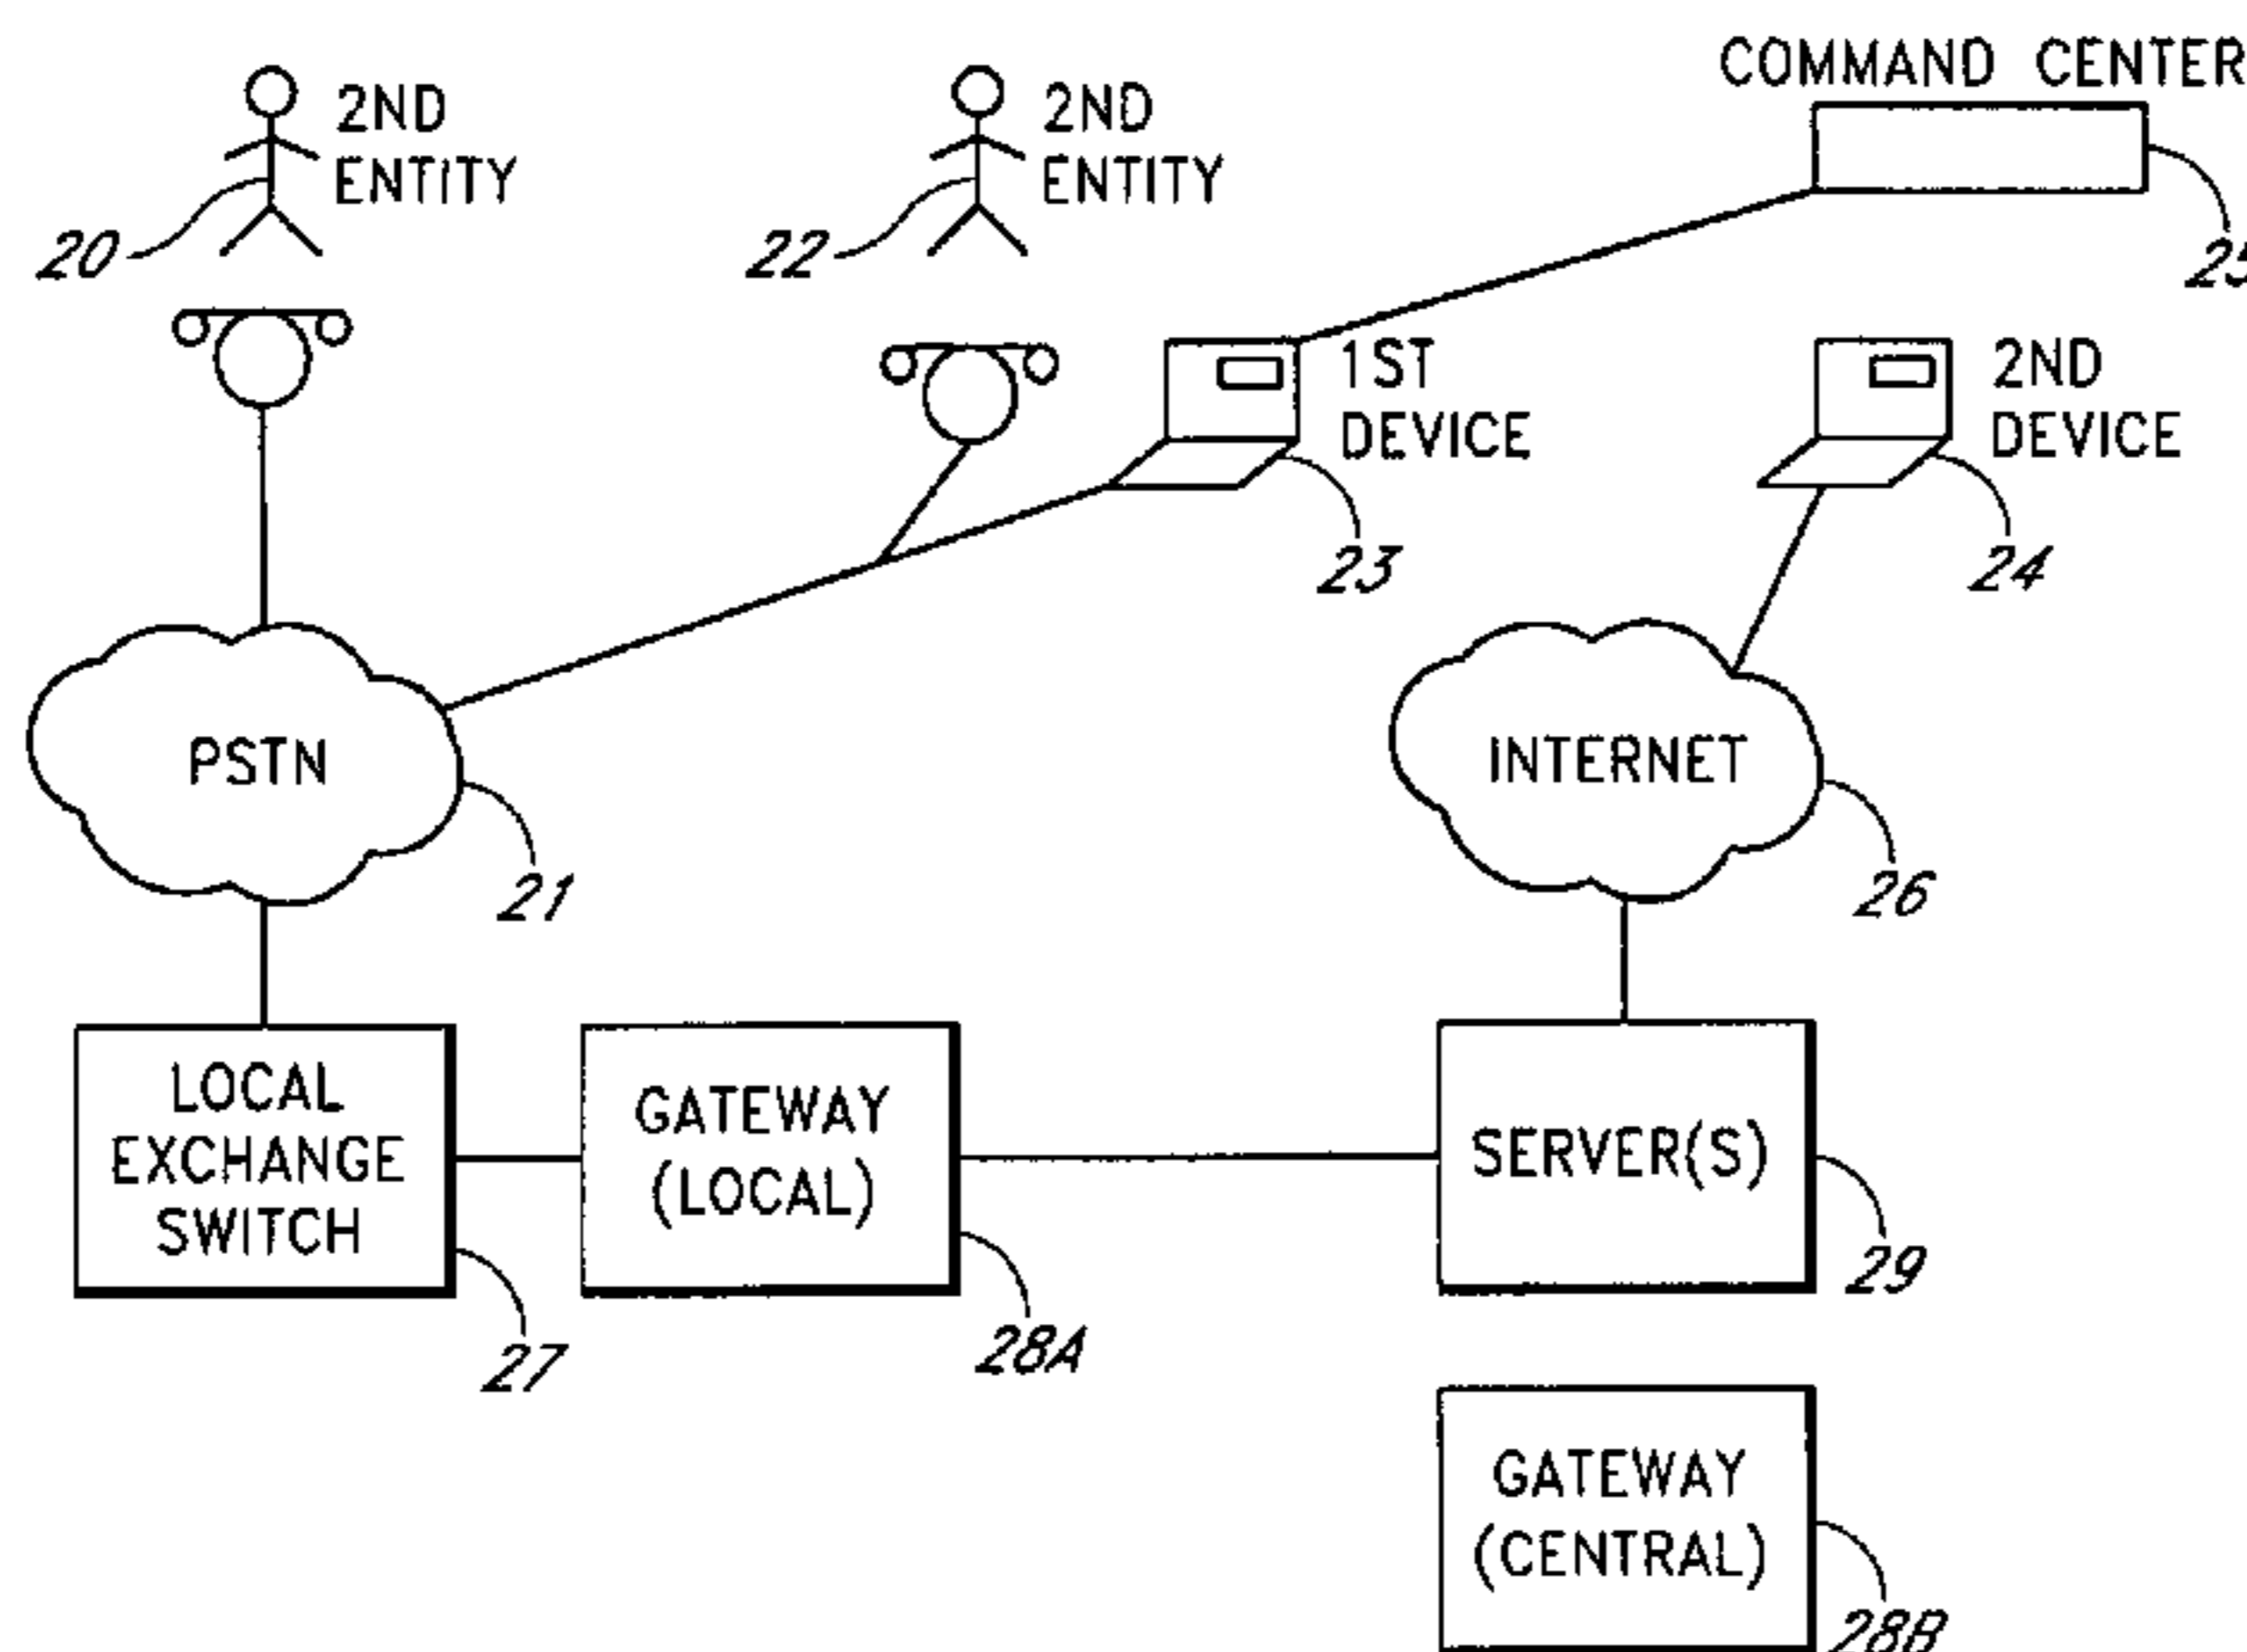 COMMAND CENTER
2ND
ENTITY
20
2ND
ENTITY
22
25
1ST
DEVICE
23
2ND
DEVICE
24
PSTN
21
INTERNET
26
LOCAL
EXCHANGE
SWITCH
27
GATEWAY
(LOCAL)
28A
SERVER(S)
29
GATEWAY
(CENTRAL)
28B